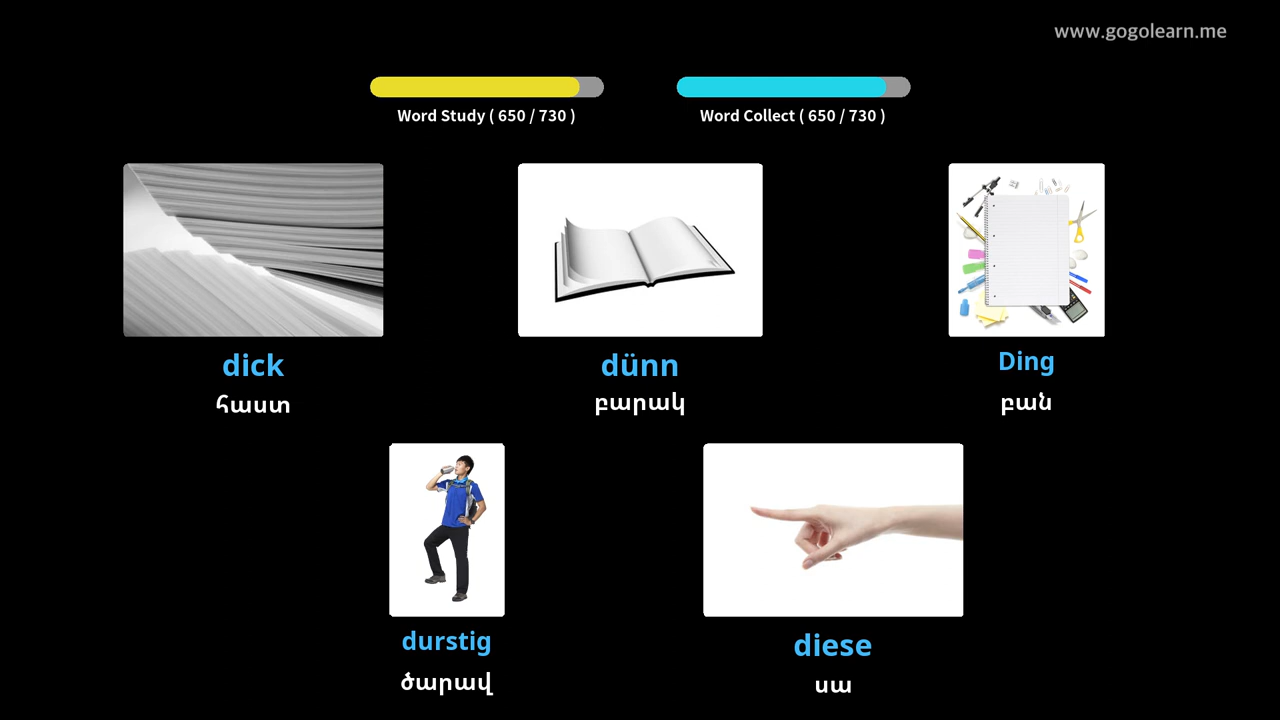 www.gogolearn.me
Word Study ( 650 / 730 )
Word Collect ( 650 / 730 )
dick
հաստ
dünn
բարակ
Ding
բան
durstig
ծարավ
diese
սա